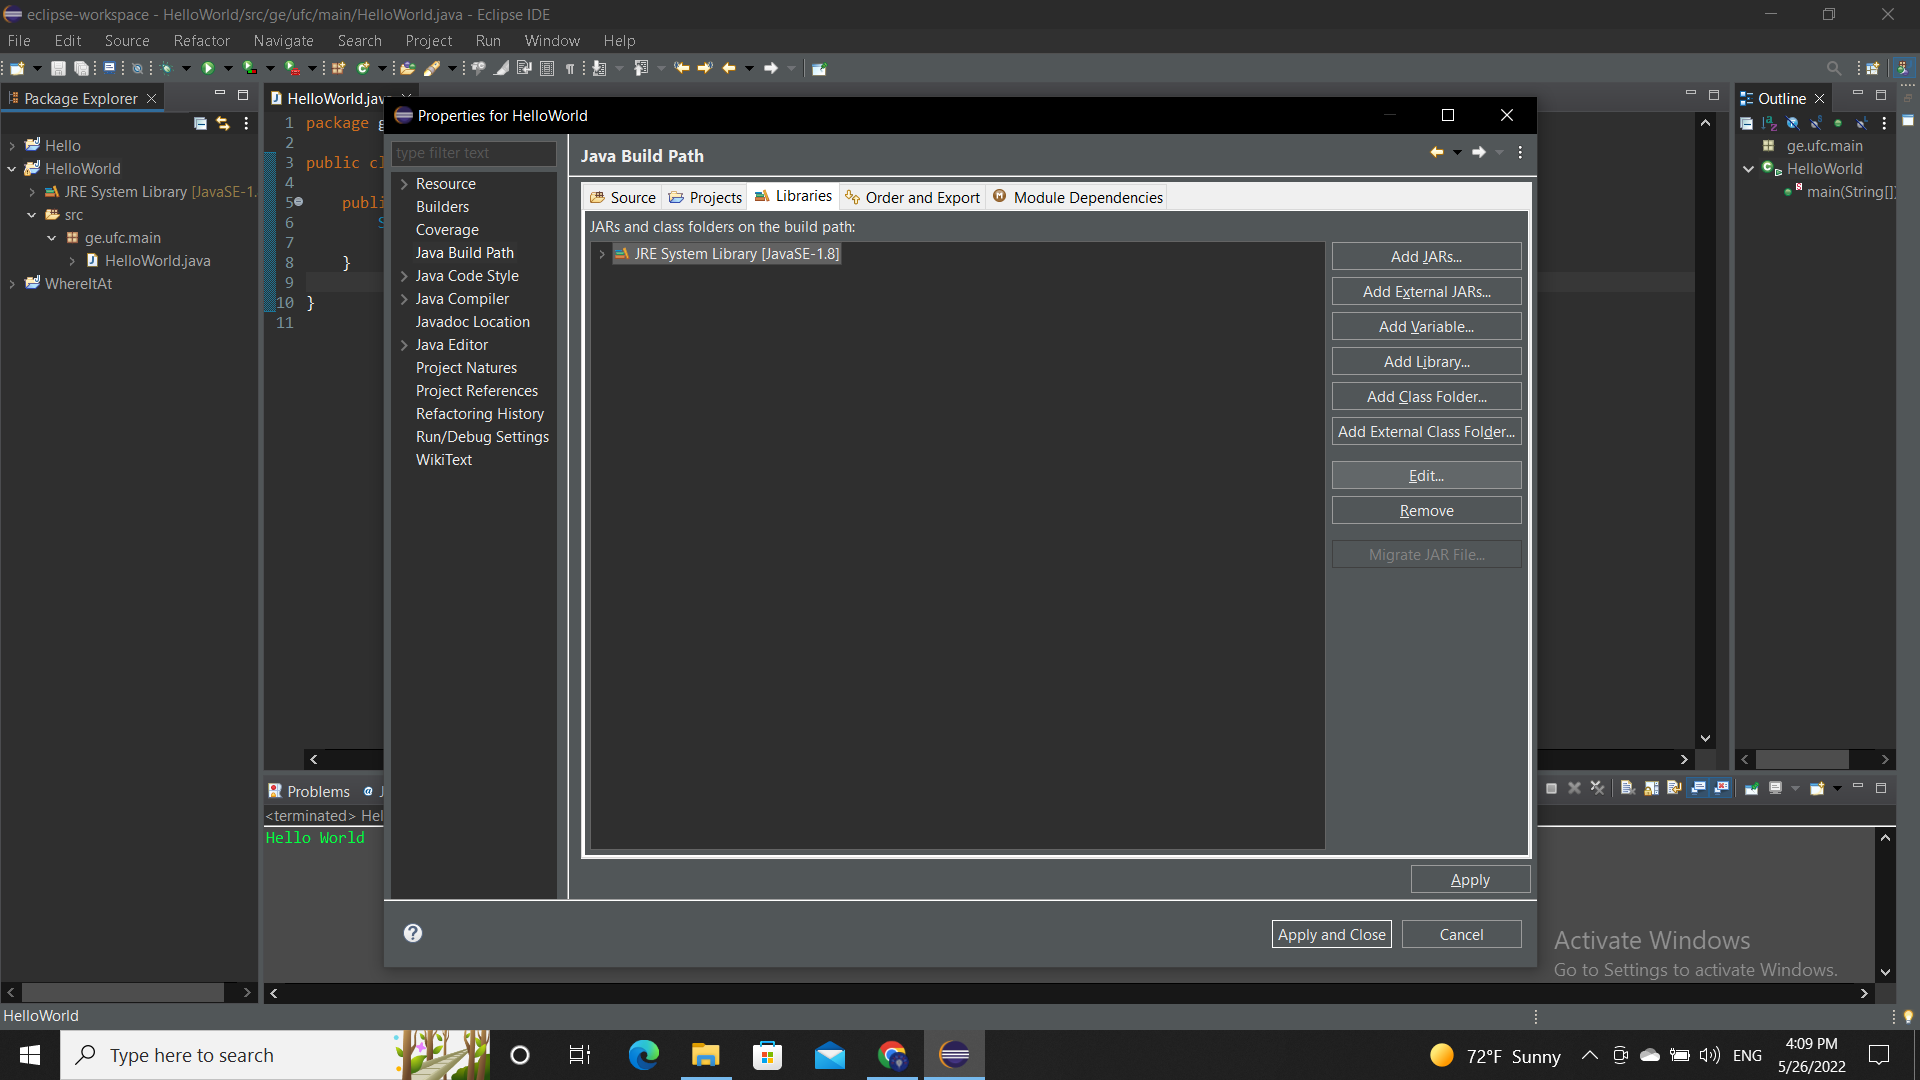 eclipse-workspace - HelloWorld/src/ge/ufc/main/HelloWorld.java - Eclipse IDE
File Edit Source Refactor Navigate Search Project Run Window Help
Package Explorer
Hello
HelloWorld
JRE System Library [JavaSE-1.
src
ge.ufc.main
HelloWorld.java
WhereItAt
HelloWorld.jav
1 package g
2
3 public cl
4
5 publi
6 S
7
8 }
9
10 }
11
Properties for HelloWorld
type filter text
Resource
Builders
Coverage
Java Build Path
Java Code Style
Java Compiler
Javadoc Location
Java Editor
Project Natures
Project References
Refactoring History
Run/Debug Settings
WikiText
Java Build Path
Source Projects Libraries Order and Export Module Dependencies
JARs and class folders on the build path:
JRE System Library [JavaSE-1.8]
Add JARs...
Add External JARs...
Add Variable...
Add Library...
Add Class Folder...
Add External Class Folder...
Edit...
Remove
Migrate JAR File...
Apply
Apply and Close Cancel
Outline
ge.ufc.main
HelloWorld
main(String[])
Problems @ J
<terminated> Hel
Hello World
Activate Windows
Go to Settings to activate Windows.
HelloWorld
Type here to search
72°F Sunny
ENG
4:09 PM
5/26/2022